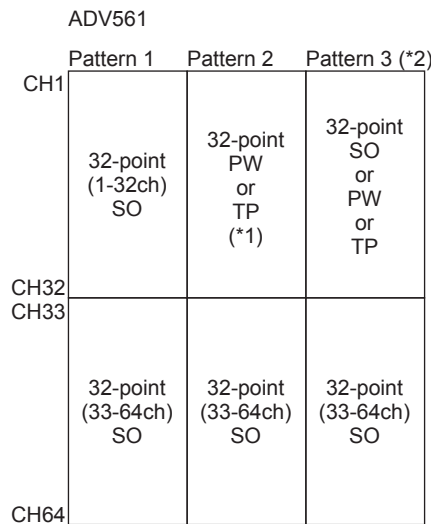 ADV561
Pattern 1
Pattern 2
Pattern 3 (*2)
CH1
32-point
(1-32ch)
SO
32-point
PW
or
TP
(*1)
32-point
SO
or
PW
or
TP
CH32
CH33
32-point
(33-64ch)
SO
32-point
(33-64ch)
SO
32-point
(33-64ch)
SO
CH64